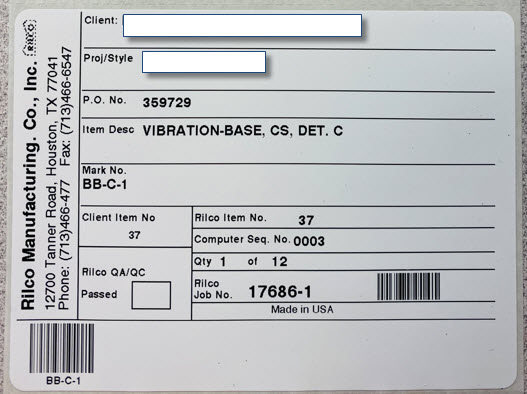 Rilco Manufacturing. Co., Inc. RILCO
12700 Tanner Road, Houston, TX 77041
Phone: (713)466-477 Fax: (713)466-6547
Client:
Proj/Style
P.O. No. 359729
Item Desc VIBRATION-BASE, CS, DET. C
Mark No.
BB-C-1
Client Item No
37
Rilco Item No. 37
Computer Seq. No. 0003
Qty 1 of 12
Rilco QA/QC
Passed
Rilco
Job No. 17686-1
Made in USA
BB-C-1